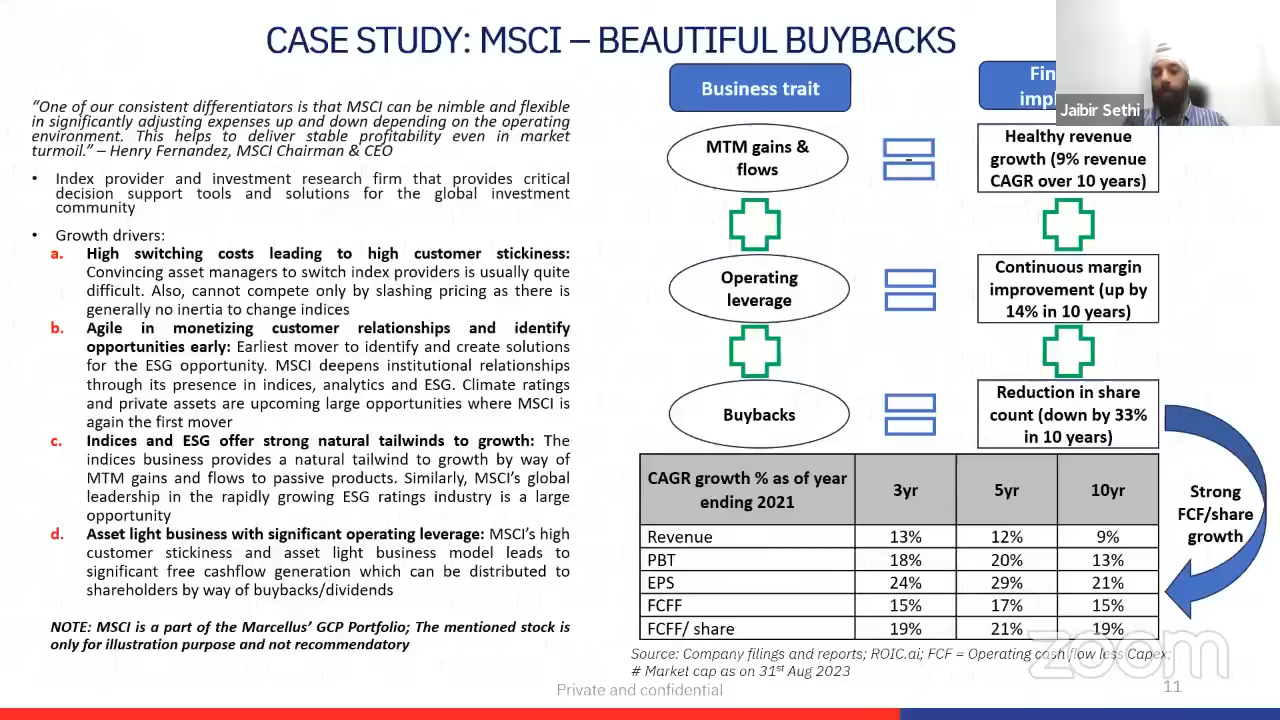 CASE STUDY: MSCI – BEAUTIFUL BUYBACKS
“One of our consistent differentiators is that MSCI can be nimble and flexible
in significantly adjusting expenses up and down depending on the operating
environment. This helps to deliver stable profitability even in market
turmoil.” – Henry Fernandez, MSCI Chairman & CEO
• Index provider and investment research firm that provides critical
decision support tools and solutions for the global investment
community
• Growth drivers:
a. High switching costs leading to high customer stickiness:
Convincing asset managers to switch index providers is usually quite
difficult. Also, cannot compete only by slashing pricing as there is
generally no inertia to change indices
b. Agile in monetizing customer relationships and identify
opportunities early: Earliest mover to identify and create solutions
for the ESG opportunity. MSCI deepens institutional relationships
through its presence in indices, analytics and ESG. Climate ratings
and private assets are upcoming large opportunities where MSCI is
again the first mover
c. Indices and ESG offer strong natural tailwinds to growth: The
indices business provides a natural tailwind to growth by way of
MTM gains and flows to passive products. Similarly, MSCI’s global
leadership in the rapidly growing ESG ratings industry is a large
opportunity
d. Asset light business with significant operating leverage: MSCI’s high
customer stickiness and asset light business model leads to
significant free cashflow generation which can be distributed to
shareholders by way of buybacks/dividends
NOTE: MSCI is a part of the Marcellus’ GCP Portfolio; The mentioned stock is
only for illustration purpose and not recommendatory
Business trait
MTM gains &
flows
Operating
leverage
Buybacks
Jaibir Sethi
Healthy revenue
growth (9% revenue
CAGR over 10 years)
Continuous margin
improvement (up by
14% in 10 years)
Reduction in share
count (down by 33%
in 10 years)
Strong
FCF/share
growth
CAGR growth % as of year
ending 2021
3yr 5yr 10yr
Revenue 13% 12% 9%
PBT 18% 20% 13%
EPS 24% 29% 21%
FCFF 15% 17% 15%
FCFF/ share 19% 21% 19%
Source: Company filings and reports; ROIC.ai; FCF = Operating cash flow less Capex;
# Market cap as on 31st Aug 2023
zoom
Private and confidential
11